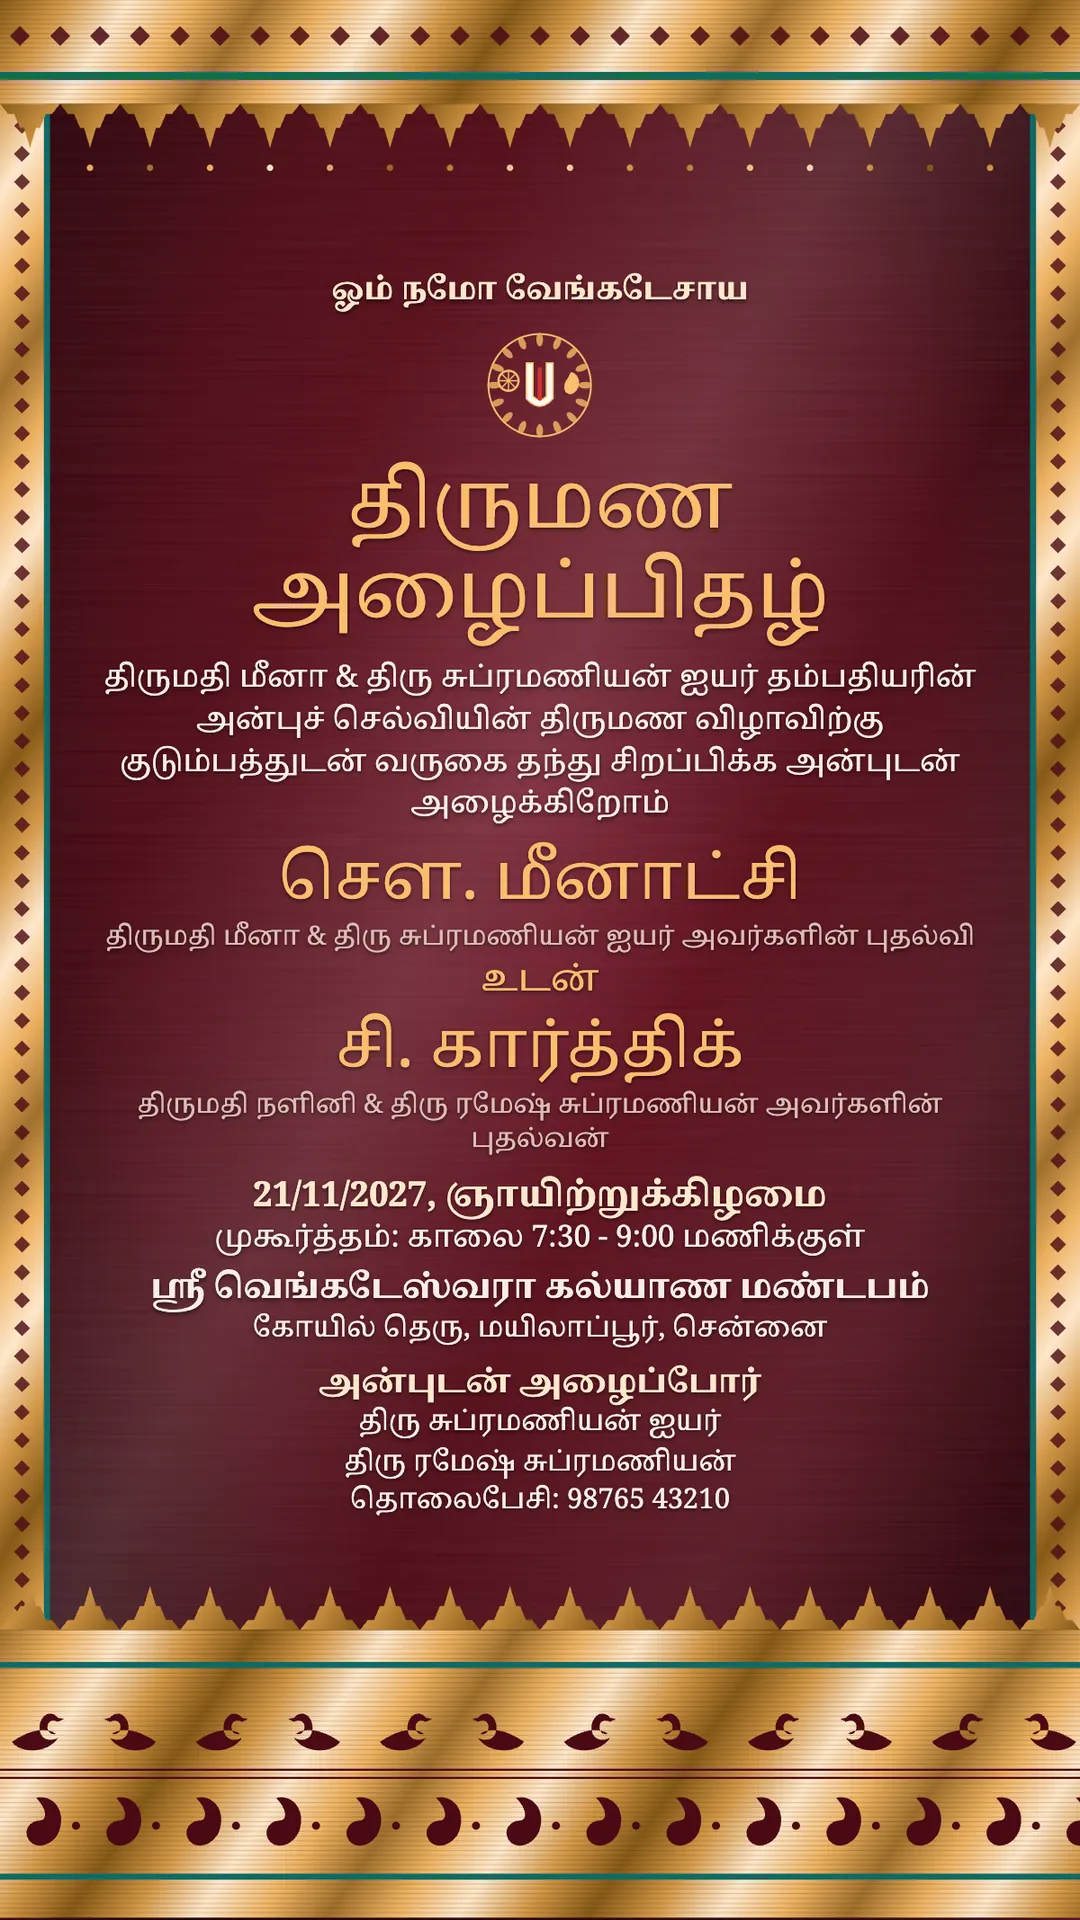 ஓம் நமோ வேங்கடேசாய
திருமண
அழைப்பிதழ்
திருமதி மீனா & திரு சுப்ரமணியன் ஐயர் தம்பதியரின்
அன்புச் செல்வியின் திருமண விழாவிற்கு
குடும்பத்துடன் வருகை தந்து சிறப்பிக்க அன்புடன்
அழைக்கிறோம்
சௌ. மீனாட்சி
திருமதி மீனா & திரு சுப்ரமணியன் ஐயர் அவர்களின் புதல்வி
உடன்
சி. கார்த்திக்
திருமதி நளினி & திரு ரமேஷ் சுப்ரமணியன் அவர்களின்
புதல்வன்
21/11/2027, ஞாயிற்றுக்கிழமை
முகூர்த்தம்: காலை 7:30 - 9:00 மணிக்குள்
ஸ்ரீ வெங்கடேஸ்வரா கல்யாண மண்டபம்
கோயில் தெரு, மயிலாப்பூர், சென்னை
அன்புடன் அழைப்போர்
திரு சுப்ரமணியன் ஐயர்
திரு ரமேஷ் சுப்ரமணியன்
தொலைபேசி: 98765 43210